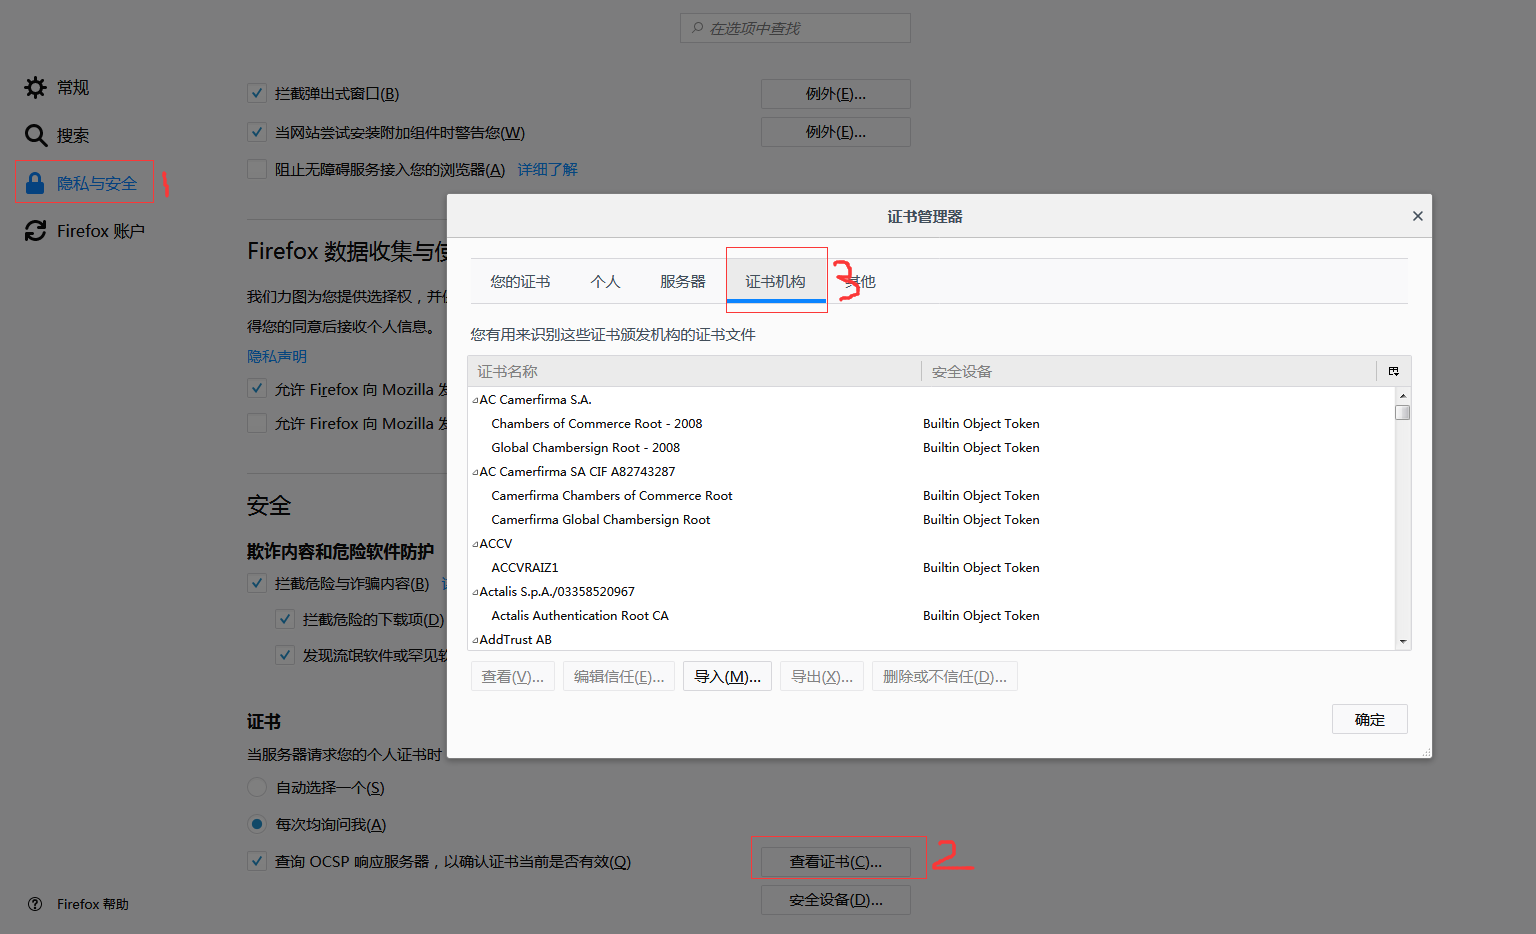 在选项中查找
常规
搜索
隐私与安全
1
Firefox 账户
Firefox 帮助
拦截弹出式窗口(B)
例外(E)...
当网站尝试安装附加组件时警告您(W)
例外(E)...
阻止无障碍服务接入您的浏览器(A) 详细了解
Firefox 数据收集与
我们力图为您提供选择权，并
得您的同意后接收个人信息。
隐私声明
允许 Firefox 向 Mozilla
允许 Firefox 向 Mozilla
安全
欺诈内容和危险软件防护
拦截危险与诈骗内容(B)
拦截危险的下载项(D)
发现流氓软件或罕见
证书
当服务器请求您的个人证书时
自动选择一个(S)
每次均询问我(A)
查询 OCSP 响应服务器，以确认证书当前是否有效(Q)
查看证书(C)...
2
安全设备(D)...
证书管理器
您的证书 个人 服务器 证书机构 3 其他
您有用来识别这些证书颁发机构的证书文件
证书名称 安全设备
AC Camerfirma S.A.
Chambers of Commerce Root - 2008 Builtin Object Token
Global Chambersign Root - 2008 Builtin Object Token
AC Camerfirma SA CIF A82743287
Camerfirma Chambers of Commerce Root Builtin Object Token
Camerfirma Global Chambersign Root Builtin Object Token
ACCV
ACCVRAIZ1 Builtin Object Token
Actalis S.p.A./03358520967
Actalis Authentication Root CA Builtin Object Token
AddTrust AB
查看(V)... 编辑信任(E)... 导入(M)... 导出(X)... 删除或不信任(D)...
确定